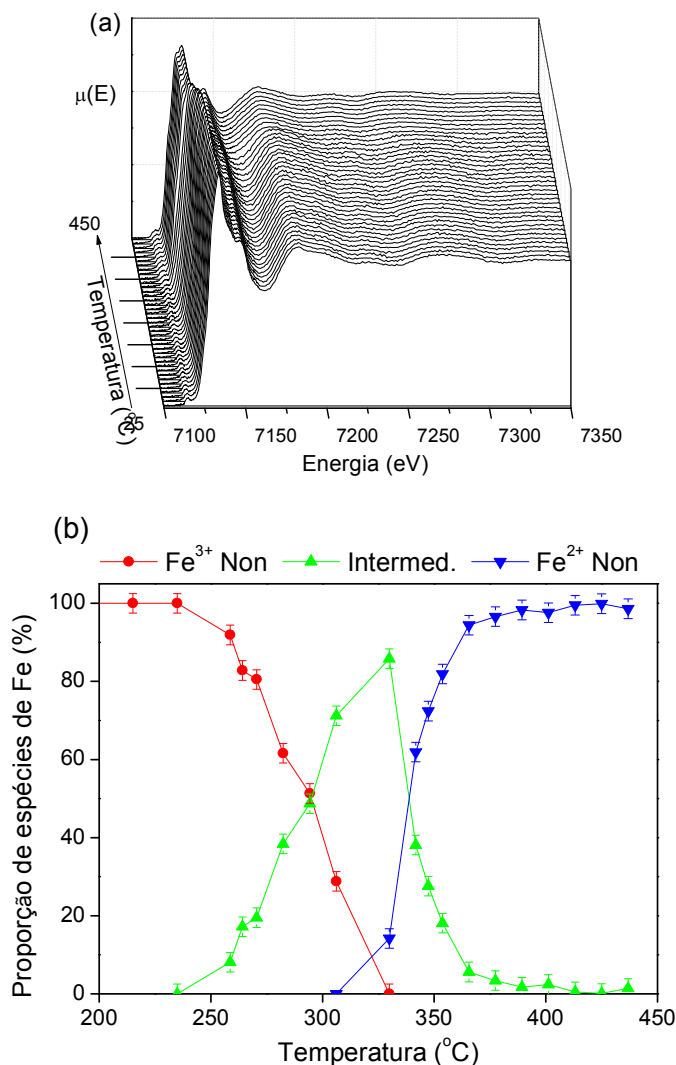 (a)
μ(E)
450
Temperatura (°C)
25
7100 7150 7200 7250 7300 7350
Energia (eV)
(b)
Fe³⁺ Non Intermed. Fe²⁺ Non
100
80
60
40
20
0
Proporção de espécies de Fe (%)
200 250 300 350 400 450
Temperatura (°C)